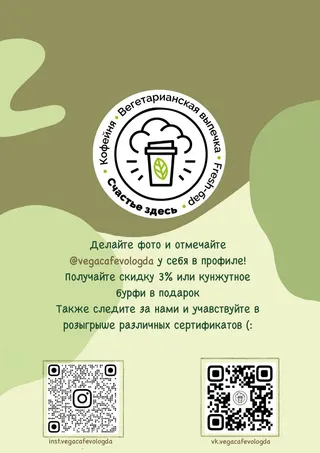 Кофейня • Вегетарианская выпечка • Fresh-бар • Счастье здесь •
Делайте фото и отмечайте
@vegacafevologda у себя в профиле!
Получайте скидку 3% или кунжутное
бурфи в подарок
Также следите за нами и учавствуйте в
розыгрыше различных сертификатов (:
inst:vegacafevologda
vk.vegacafevologda